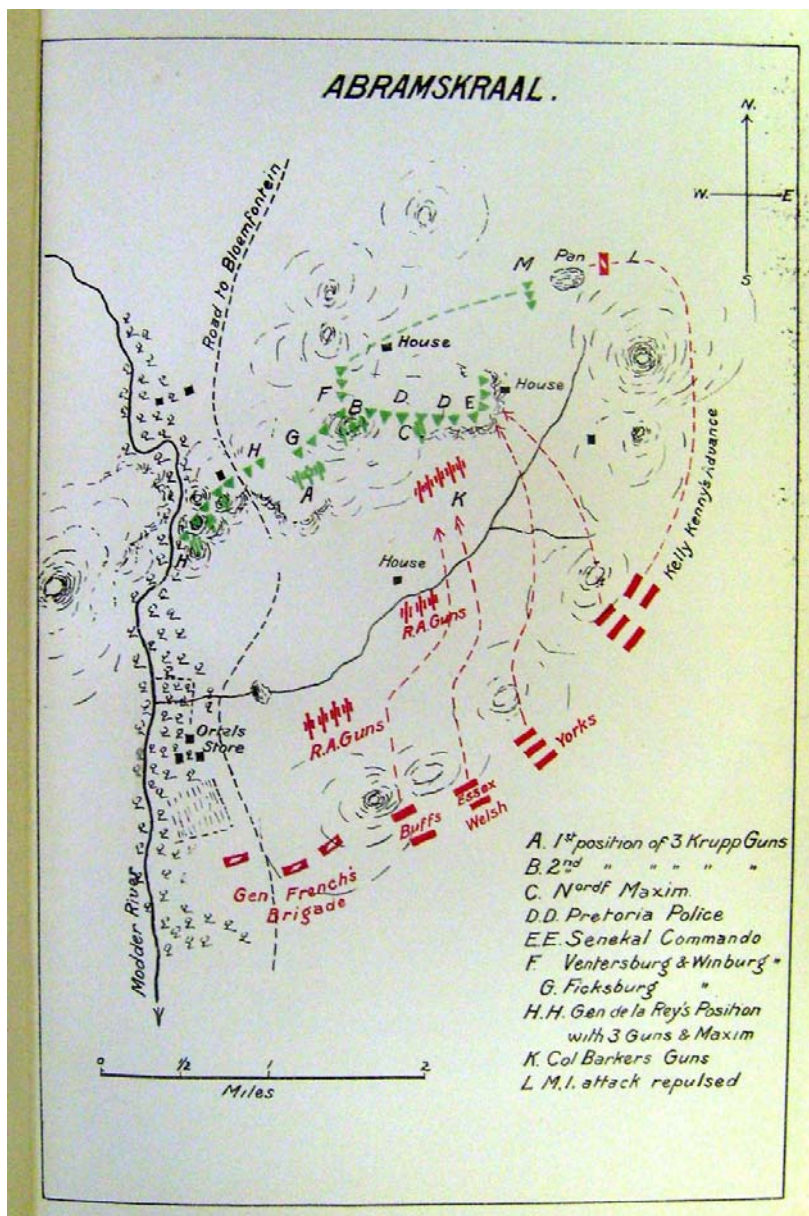 ABRAMSKRAAL.
N.
W.
E
S
Road to Bloemfontein
M
Pan
L
House
House
F
B
D.
D
E
C
G
H
A
H
K
Kelly Kenny's Advance
House
R.A. Guns
R.A. Guns
Ortels
Store
Yorks
Essex
Welsh
Buffs
Gen French's
Brigade
Modder River
A. 1st position of 3 Krupp Guns
B. 2nd " " " " "
C. Nordf Maxim.
D.D. Pretoria Police
E.E. Senekal Commando
F. Ventersburg & Winburg "
G. Ficksburg "
H.H. Gen de la Rey's Position
with 3 Guns & Maxim
K. Col Barkers Guns
L M.I. attack repulsed
0 1/2 1 2
Miles